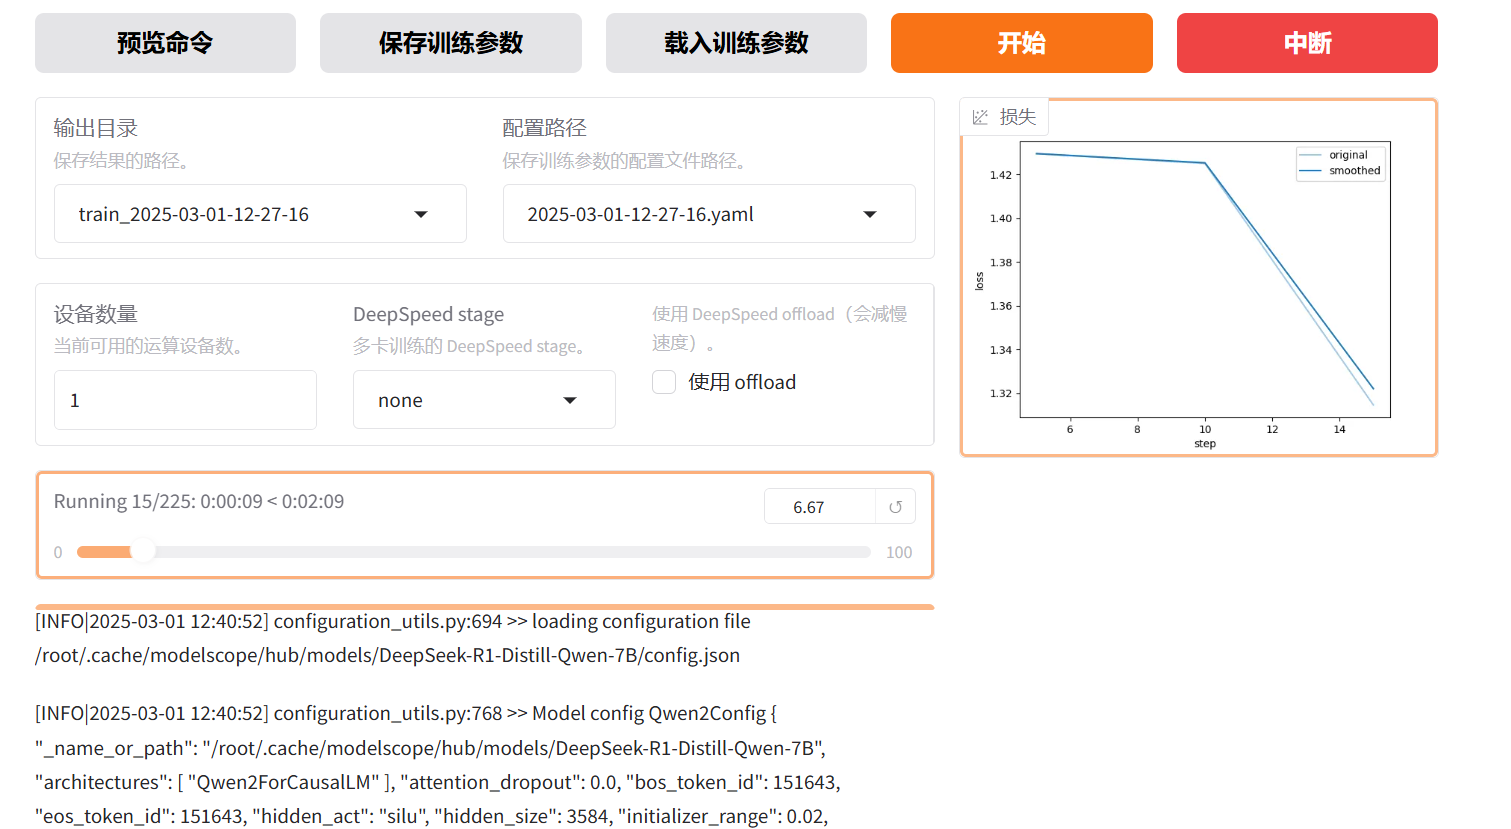 预览命令
保存训练参数
载入训练参数
开始
中断
输出目录
保存结果的路径。
train_2025-03-01-12-27-16
配置路径
保存训练参数的配置文件路径。
2025-03-01-12-27-16.yaml
设备数量
当前可用的运算设备数。
1
DeepSpeed stage
多卡训练的 DeepSpeed stage。
none
使用 DeepSpeed offload（会减慢
速度）。
使用 offload
损失
original
smoothed
1.42
1.40
1.38
1.36
1.34
1.32
loss
6 8 10 12 14
step
Running 15/225: 0:00:09 < 0:02:09
6.67
0
100
[INFO|2025-03-01 12:40:52] configuration_utils.py:694 >> loading configuration file
/root/.cache/modelscope/hub/models/DeepSeek-R1-Distill-Qwen-7B/config.json
[INFO|2025-03-01 12:40:52] configuration_utils.py:768 >> Model config Qwen2Config {
"_name_or_path": "/root/.cache/modelscope/hub/models/DeepSeek-R1-Distill-Qwen-7B",
"architectures": [ "Qwen2ForCausalLM" ], "attention_dropout": 0.0, "bos_token_id": 151643,
"eos_token_id": 151643, "hidden_act": "silu", "hidden_size": 3584, "initializer_range": 0.02,